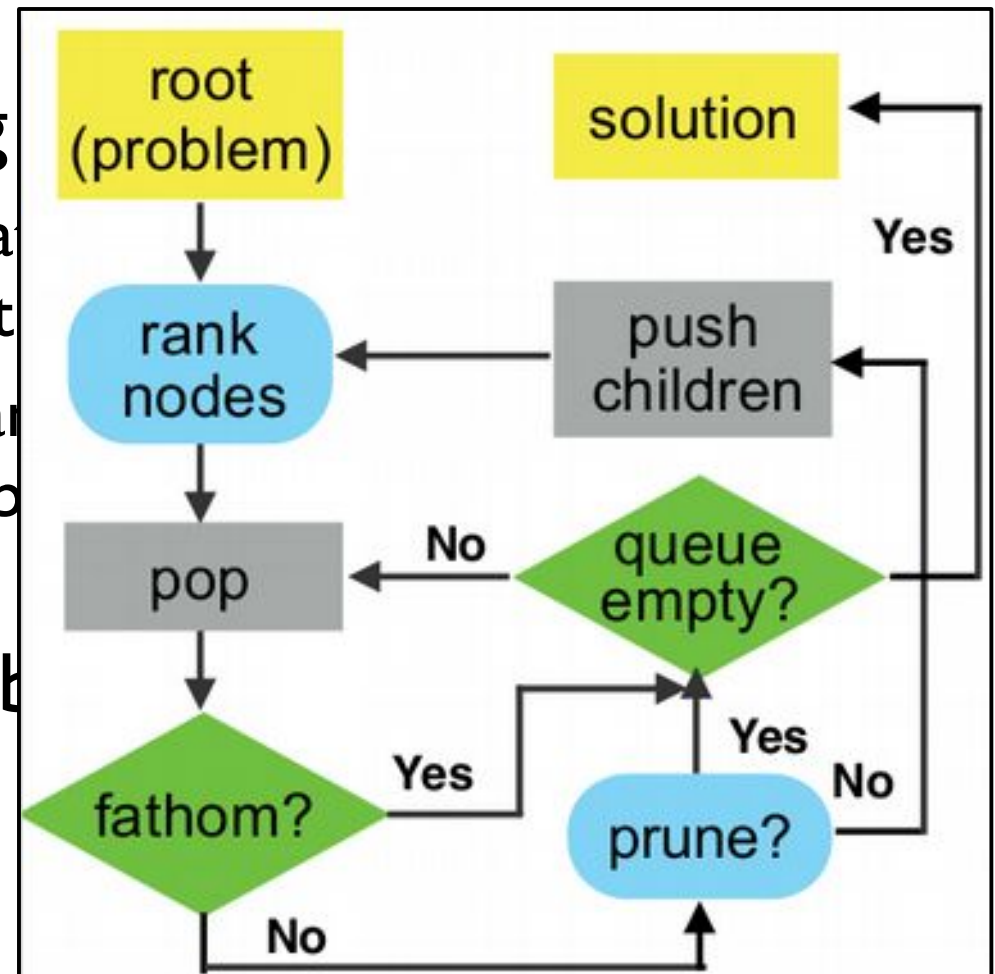 root
(problem)
solution
Yes
rank
nodes
push
children
No
queue
empty?
pop
fathom?
Yes
Yes
No
prune?
No